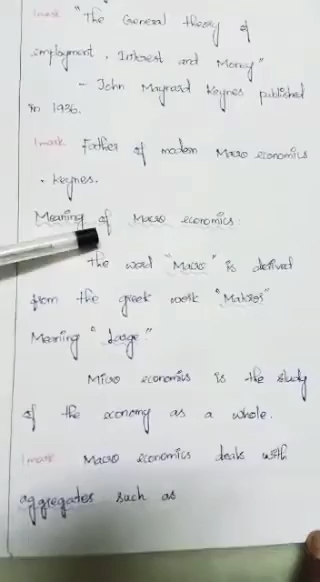 1 mark "The General theory of
employment, Interest and Money"
- John Maynard Keynes published
in 1936.
1 mark Father of modern Macro economics
- Keynes.
Meaning of Macro economics:
The word "Macro" is derived
from the greek work "Makros"
Meaning "Large"
Micro economics is the study
of the economy as a whole.
1 mark Macro economics deals with
aggregates such as